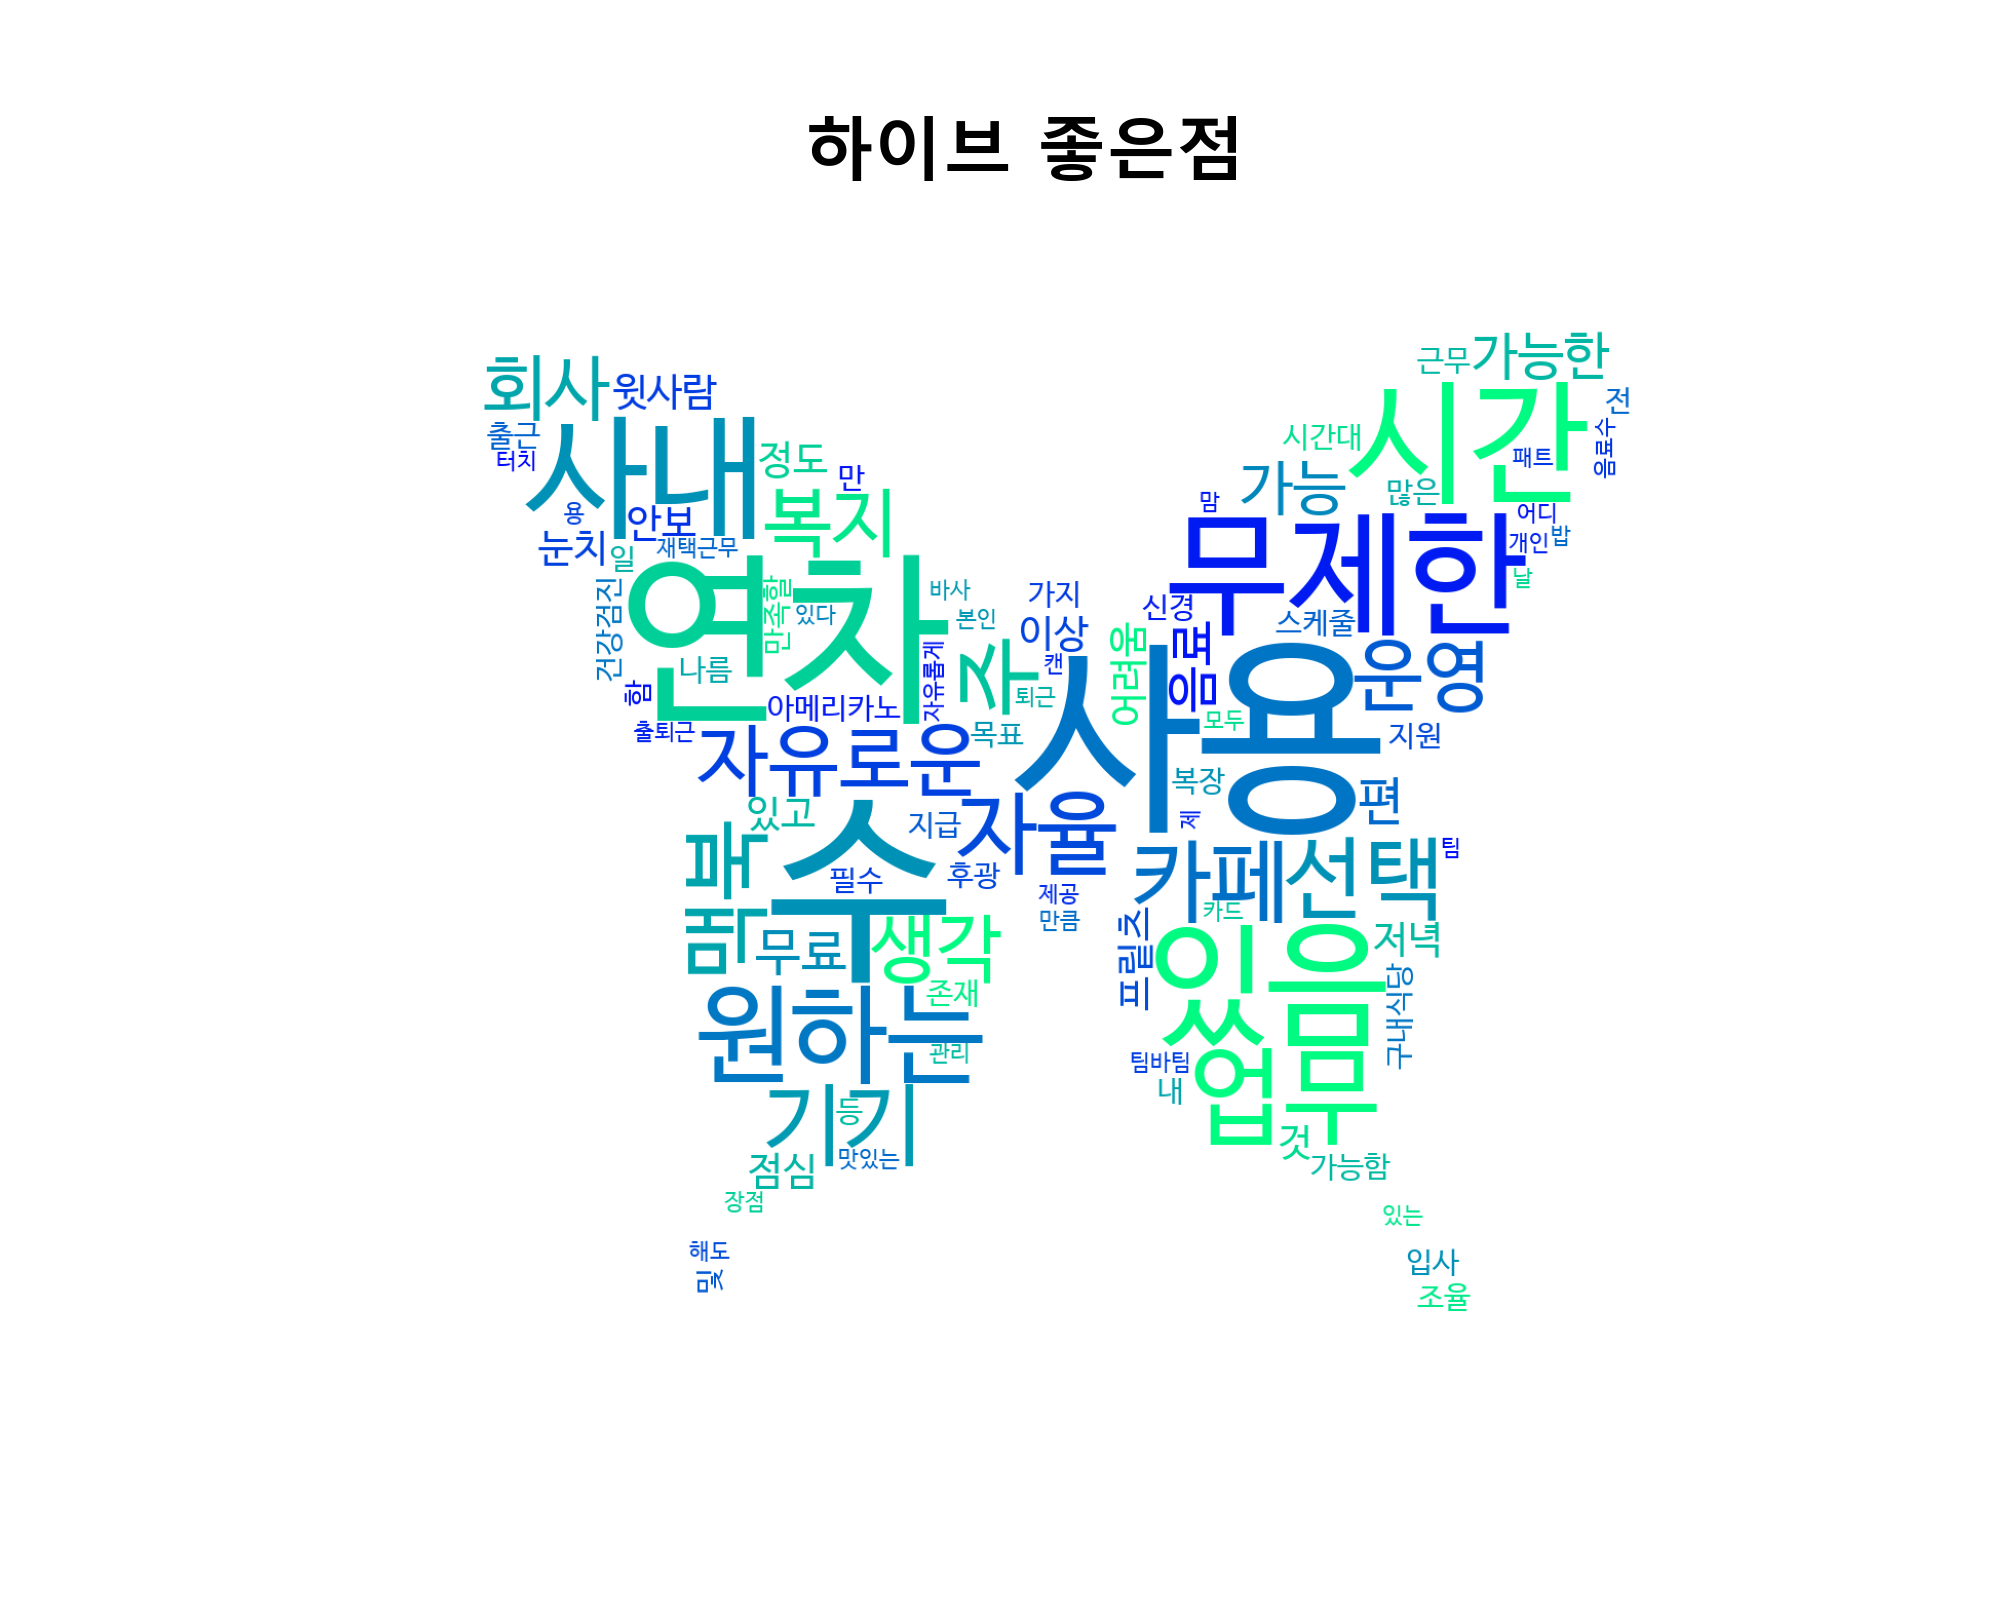 하이브 좋은점
회사
윗사람
출근
터치
사내
정도
만
용
안보
복지
눈치
일
재택근무
연차
만족할
있다
바사
본인
건강검진
나름
함
출퇴근
아메리카노
자유롭게
주
퇴근
목표
가지
이상
캔
자유로운
있고
수
필수
지급
후광
자율
제공
만큼
맥북
무료
생각
존재
원하는
관리
기기
등
맛있는
점심
장점
해도
및
근무
가능한
전
음료수
시간대
시간
패트
가능
많은
맘
무제한
어디
개인
밥
날
신경
스케줄
어려움
음료
사용
운영
모두
지원
복장
제
편
카페
선택
팀
카드
프릴츠
있음
저녁
구내식당
팀바팀
내
업무
것
가능함
있는
입사
조율